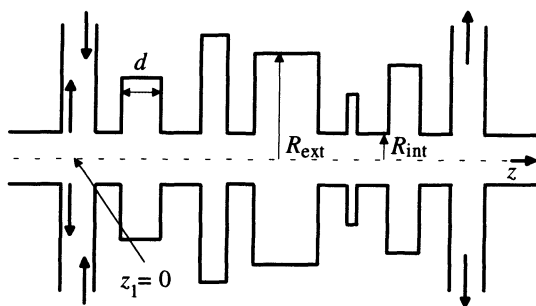 d
R_ext
R_int
z
z_1 = 0